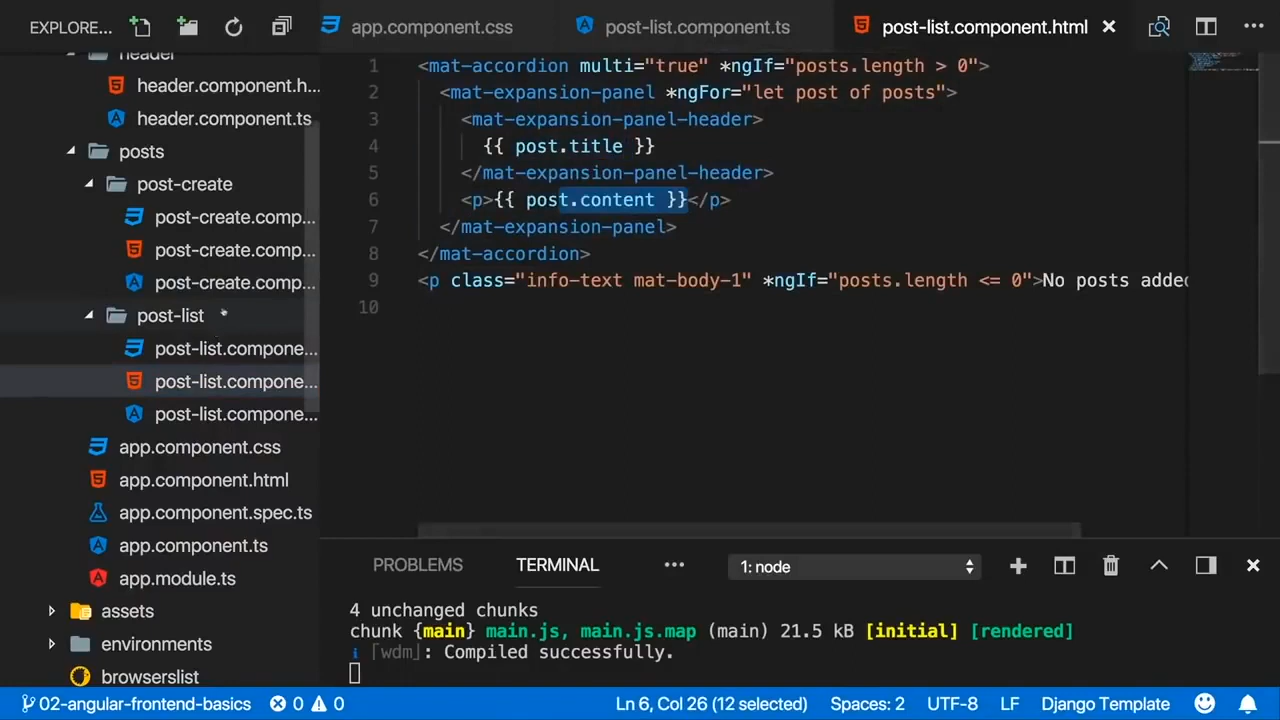 EXPLORE...
app.component.css
post-list.component.ts
post-list.component.html
header
header.component.h...
header.component.ts
posts
post-create
post-create.comp...
post-create.comp...
post-create.comp...
post-list
post-list.compone...
post-list.compone...
post-list.compone...
app.component.css
app.component.html
app.component.spec.ts
app.component.ts
app.module.ts
assets
environments
browserslist
1 <mat-accordion multi="true" *ngIf="posts.length > 0">
2 <mat-expansion-panel *ngFor="let post of posts">
3 <mat-expansion-panel-header>
4 {{ post.title }}
5 </mat-expansion-panel-header>
6 <p>{{ post.content }}</p>
7 </mat-expansion-panel>
8 </mat-accordion>
9 <p class="info-text mat-body-1" *ngIf="posts.length <= 0">No posts added
10
PROBLEMS TERMINAL ... 1: node
4 unchanged chunks
chunk {main} main.js, main.js.map (main) 21.5 kB [initial] [rendered]
i ｢wdm｣: Compiled successfully.
02-angular-frontend-basics 0 0 Ln 6, Col 26 (12 selected) Spaces: 2 UTF-8 LF Django Template